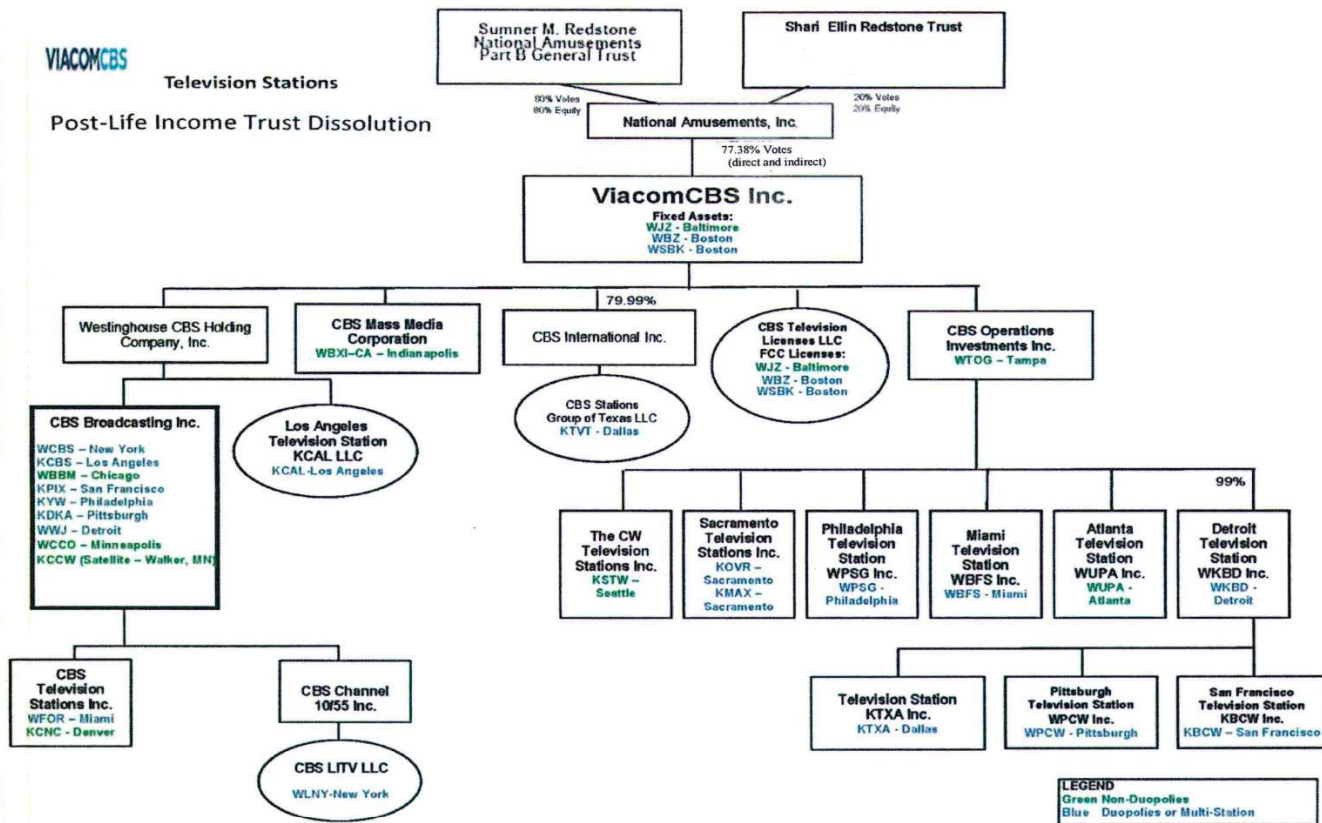 VIACOMCBS
Television Stations
Post-Life Income Trust Dissolution
Sumner M. Redstone
National Amusements
Part B General Trust
Shari Ellin Redstone Trust
80% Votes
80% Equity
20% Votes
20% Equity
National Amusements, Inc.
77.38% Votes
(direct and indirect)
ViacomCBS Inc.
Fixed Assets:
WJZ - Baltimore
WBZ - Boston
WSBK - Boston
Westinghouse CBS Holding
Company, Inc.
CBS Mass Media
Corporation
WBXI–CA – Indianapolis
79.99%
CBS International Inc.
CBS Television
Licenses LLC
FCC Licenses:
WJZ - Baltimore
WBZ - Boston
WSBK - Boston
CBS Operations
Investments Inc.
WTOG – Tampa
CBS Broadcasting Inc.
WCBS – New York
KCBS – Los Angeles
WBBM – Chicago
KPIX – San Francisco
KYW – Philadelphia
KDKA – Pittsburgh
WWJ – Detroit
WCCO – Minneapolis
KCCW (Satellite – Walker, MN)
Los Angeles
Television Station
KCAL LLC
KCAL-Los Angeles
CBS Stations
Group of Texas LLC
KTVT - Dallas
99%
The CW
Television
Stations Inc.
KSTW –
Seattle
Sacramento
Television
Stations Inc.
KOVR –
Sacramento
KMAX –
Sacramento
Philadelphia
Television
Station
WPSG Inc.
WPSG -
Philadelphia
Miami
Television
Station
WBFS Inc.
WBFS - Miami
Atlanta
Television
Station
WUPA Inc.
WUPA -
Atlanta
Detroit
Television
Station
WKBD Inc.
WKBD -
Detroit
CBS
Television
Stations Inc.
WFOR – Miami
KCNC - Denver
CBS Channel
10/55 Inc.
CBS LITV LLC
WLNY-New York
Television Station
KTXA Inc.
KTXA - Dallas
Pittsburgh
Television Station
WPCW Inc.
WPCW - Pittsburgh
San Francisco
Television Station
KBCW Inc.
KBCW – San Francisco
LEGEND
Green Non-Duopolies
Blue Duopolies or Multi-Station